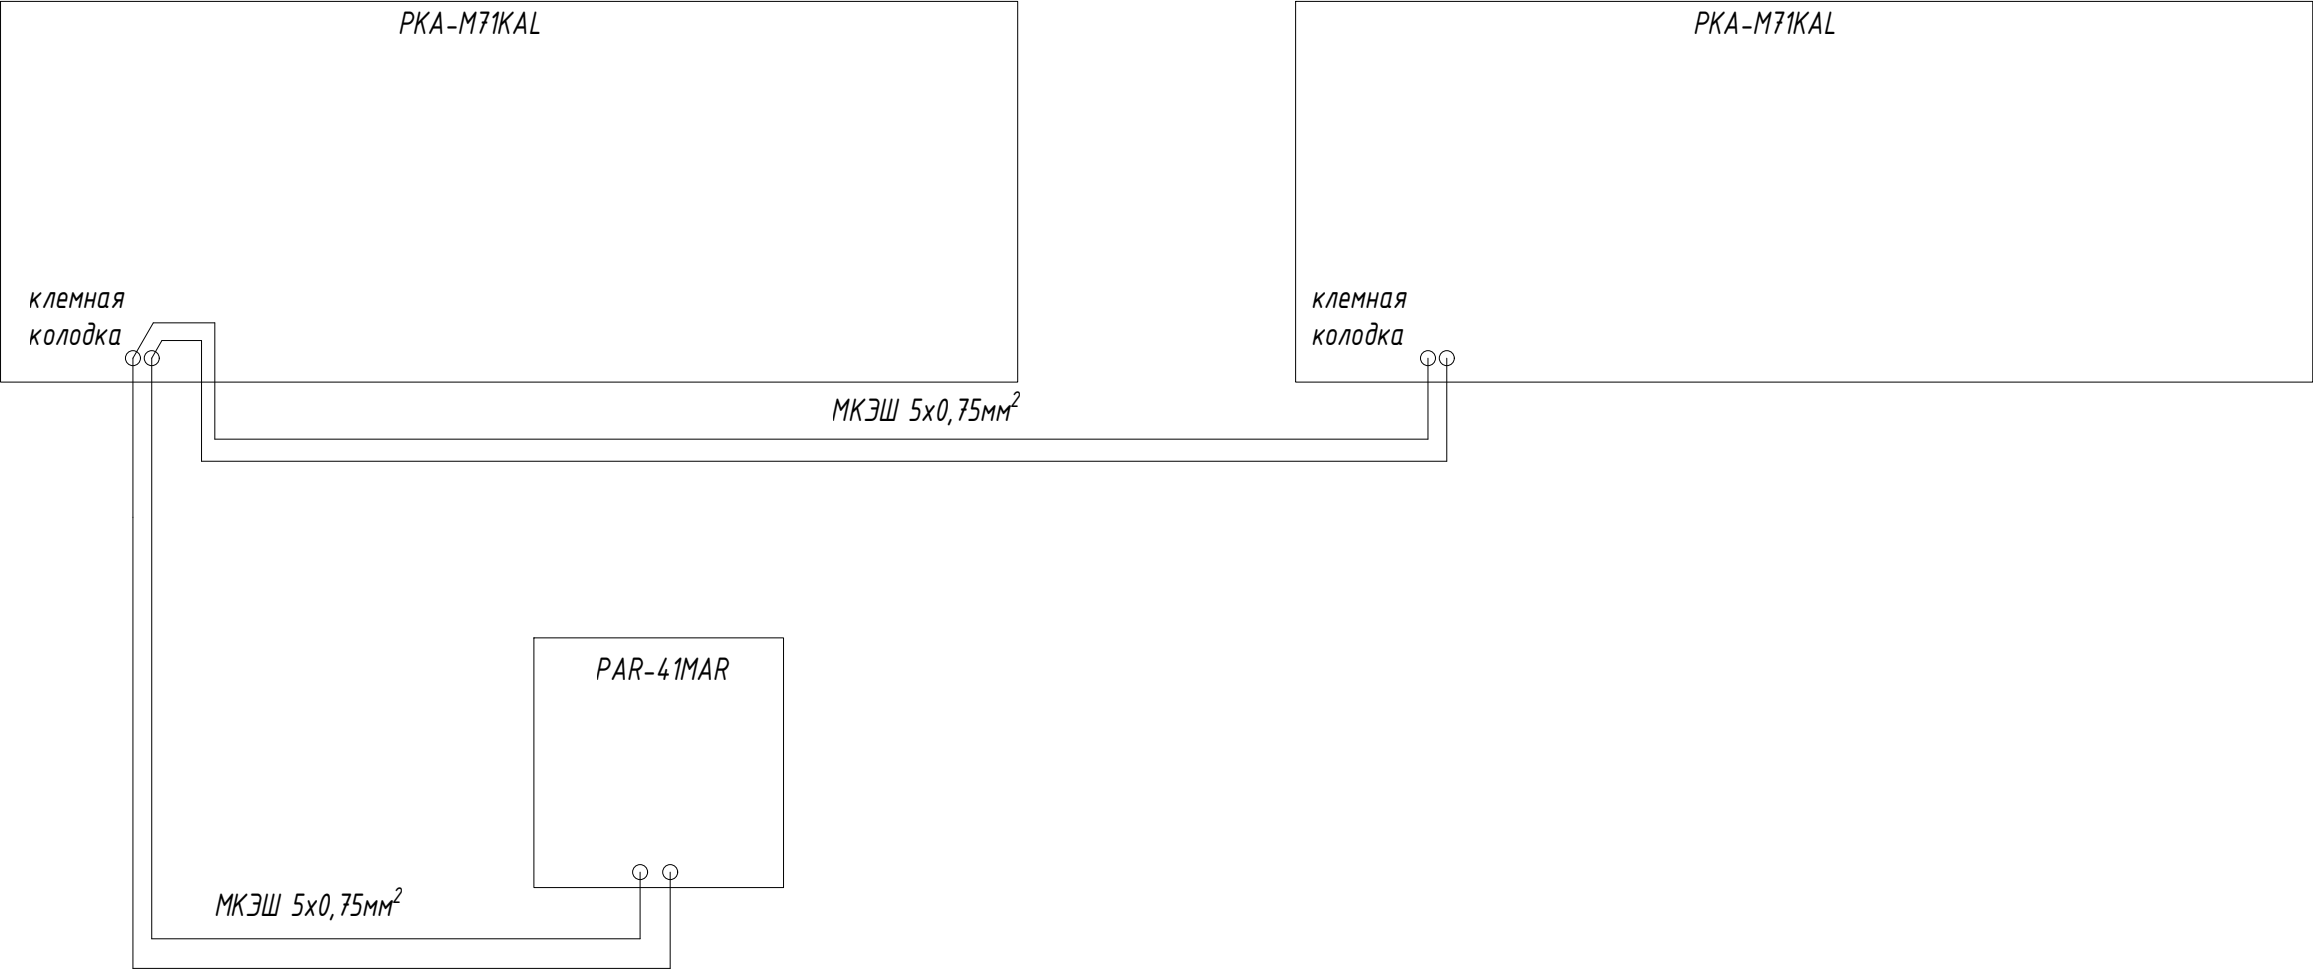 PKA-M71KAL
PKA-M71KAL
клемная
колодка
клемная
колодка
МКЭШ 5х0,75мм²
PAR-41MAR
МКЭШ 5х0,75мм²